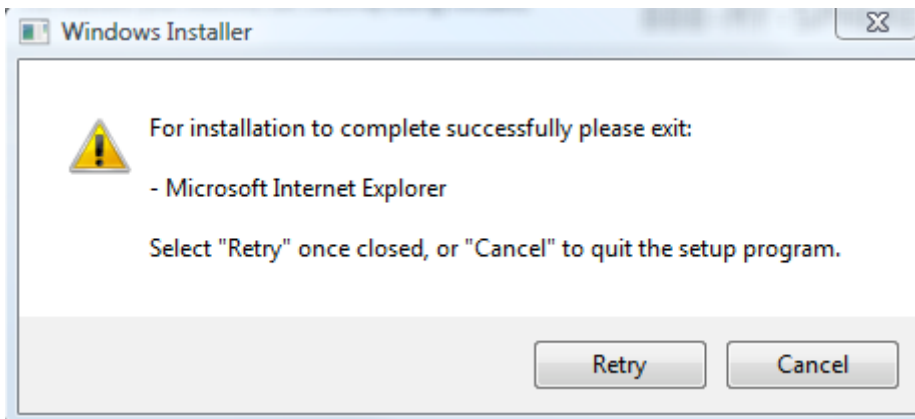 Windows Installer
For installation to complete successfully please exit:
- Microsoft Internet Explorer
Select "Retry" once closed, or "Cancel" to quit the setup program.
Retry Cancel